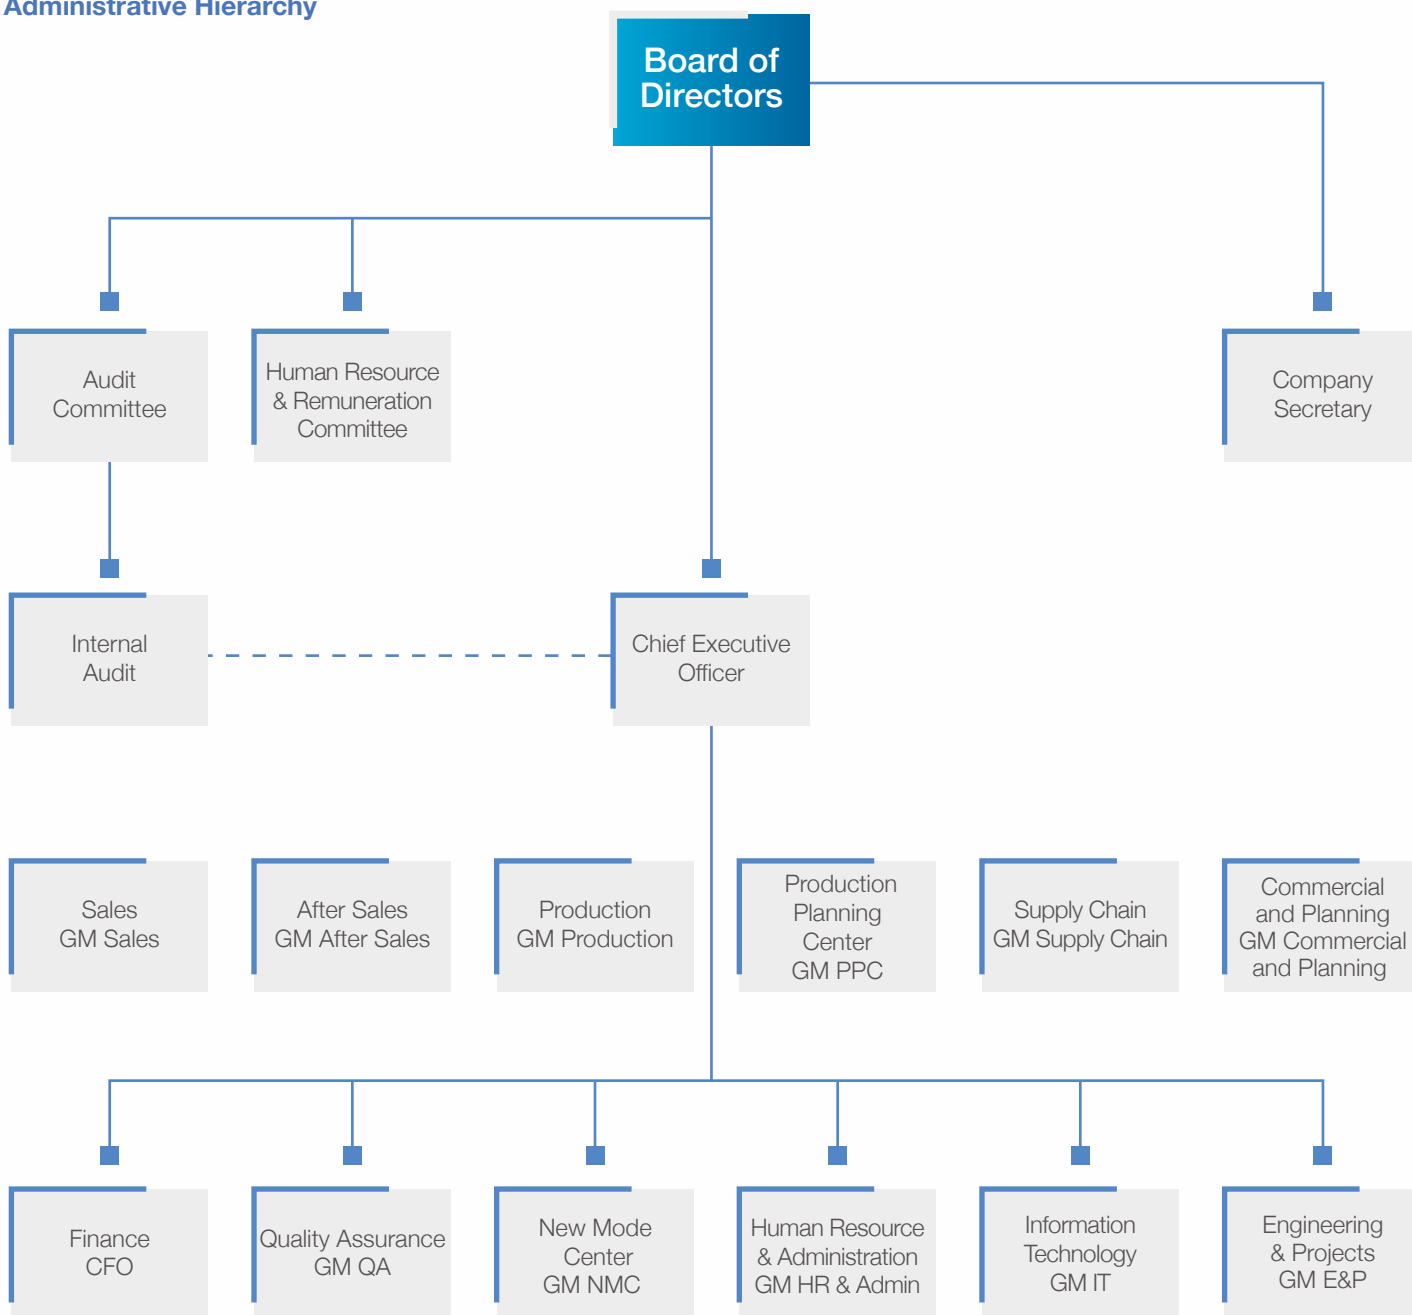 Administrative Hierarchy
Board of
Directors
Audit
Committee
Human Resource
& Remuneration
Committee
Company
Secretary
Internal
Audit
Chief Executive
Officer
Sales
GM Sales
After Sales
GM After Sales
Production
GM Production
Production
Planning
Center
GM PPC
Supply Chain
GM Supply Chain
Commercial
and Planning
GM Commercial
and Planning
Finance
CFO
Quality Assurance
GM QA
New Mode
Center
GM NMC
Human Resource
& Administration
GM HR & Admin
Information
Technology
GM IT
Engineering
& Projects
GM E&P